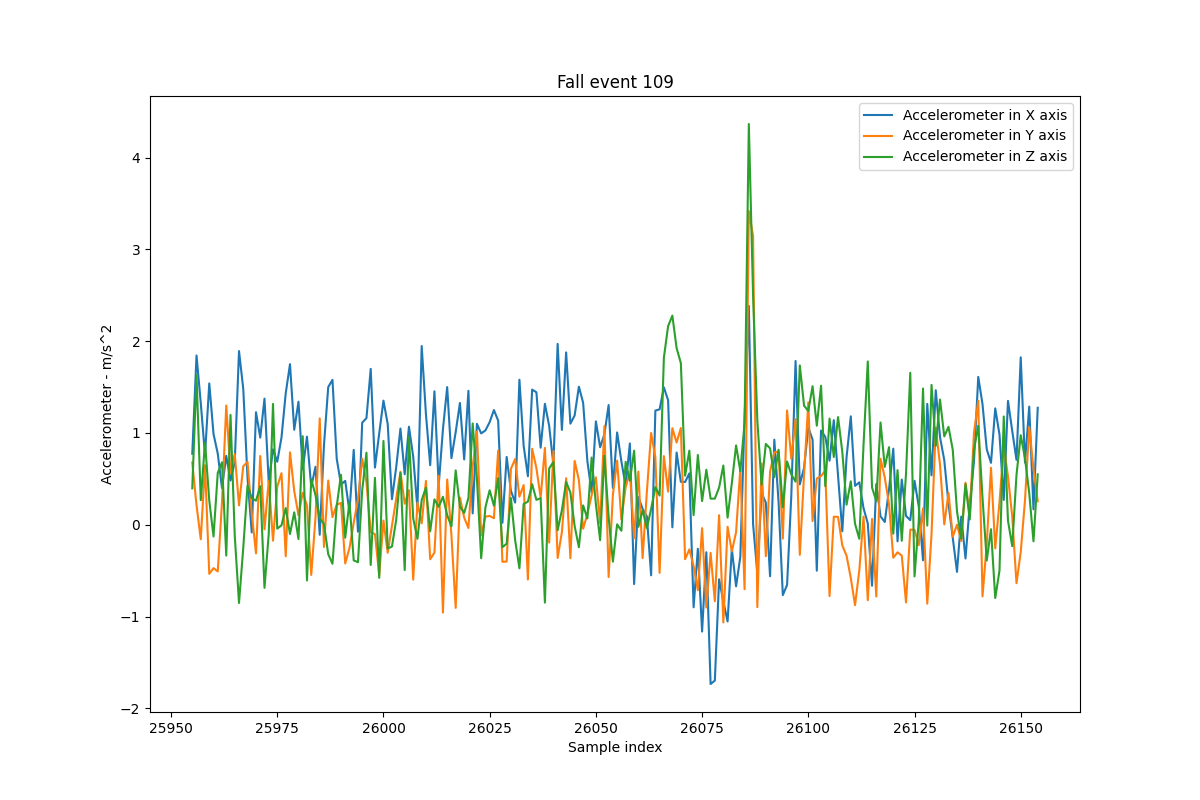 Fall event 109
Accelerometer in X axis
Accelerometer in Y axis
Accelerometer in Z axis
Accelerometer - m/s^2
4
3
2
1
0
−1
−2
25950 25975 26000 26025 26050 26075 26100 26125 26150
Sample index